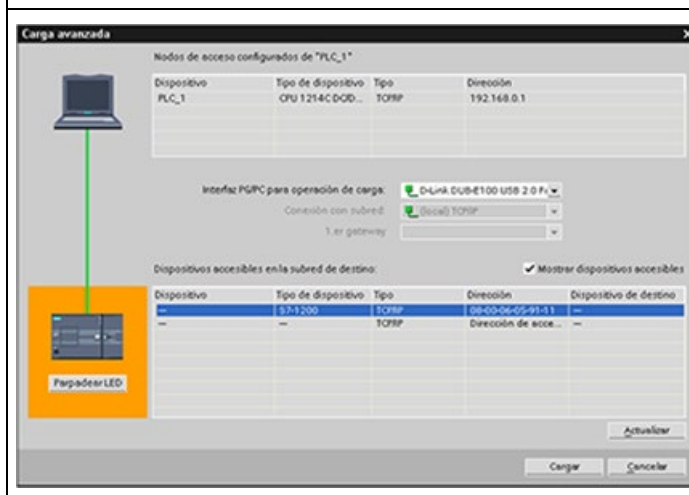 Carga avanzada
Nodos de acceso configurados de "PLC_1"
Dispositivo Tipo de dispositivo Tipo Dirección
PLC_1 CPU 1214C DC/D... TCP/IP 192.168.0.1
Interfaz PG/PC para operación de carga: D-Link DUB-E100 USB 2.0 Fa
Conexión con subred: (local) TCP/IP
1.er gateway
Dispositivos accesibles en la subred de destino: Mostrar dispositivos accesibles
Dispositivo Tipo de dispositivo Tipo Dirección Dispositivo de destino
— S7-1200 TCP/IP 08-00-06-05-91-11 —
— — TCP/IP Dirección de acce... —
Parpadear LED
Actualizar
Cargar Cancelar